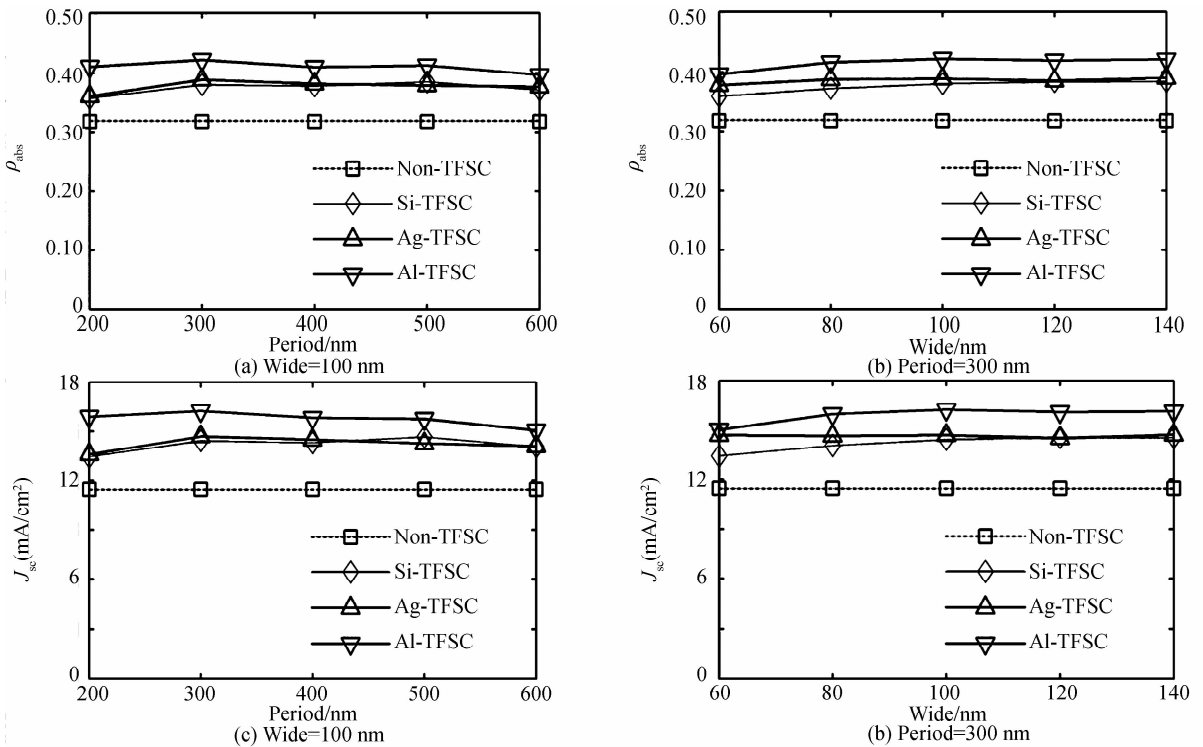 0.50
0.40
0.30
0.20
0.10
0
ρabs
Non-TFSC
Si-TFSC
Ag-TFSC
Al-TFSC
200 300 400 500 600
Period/nm
(a) Wide=100 nm
0.50
0.40
0.30
0.20
0.10
0
ρabs
Non-TFSC
Si-TFSC
Ag-TFSC
Al-TFSC
60 80 100 120 140
Wide/nm
(b) Period=300 nm
18
12
6
0
Jsc(mA/cm²)
Non-TFSC
Si-TFSC
Ag-TFSC
Al-TFSC
200 300 400 500 600
Period/nm
(c) Wide=100 nm
18
12
6
0
Jsc(mA/cm²)
Non-TFSC
Si-TFSC
Ag-TFSC
Al-TFSC
60 80 100 120 140
Wide/nm
(b) Period=300 nm